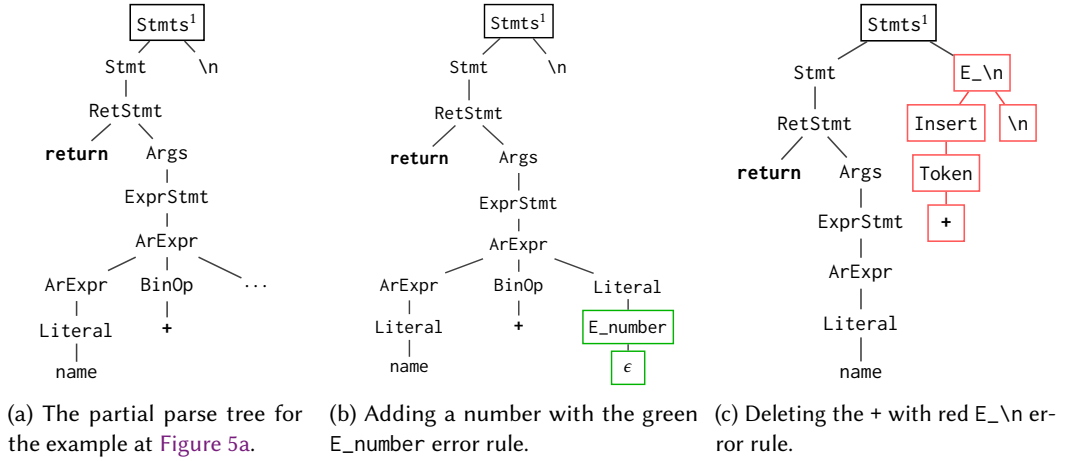 Stmts¹
Stmt \n
RetStmt
return Args
ExprStmt
ArExpr
ArExpr BinOp ...
Literal +
name
(a) The partial parse tree for
the example at Figure 5a.
Stmts¹
Stmt \n
RetStmt
return Args
ExprStmt
ArExpr
ArExpr BinOp Literal
Literal + E_number
name ϵ
(b) Adding a number with the green
E_number error rule.
Stmts¹
Stmt E_\n
RetStmt Insert \n
return Args Token
ExprStmt +
ArExpr
Literal
name
(c) Deleting the + with red E_\n er-
ror rule.